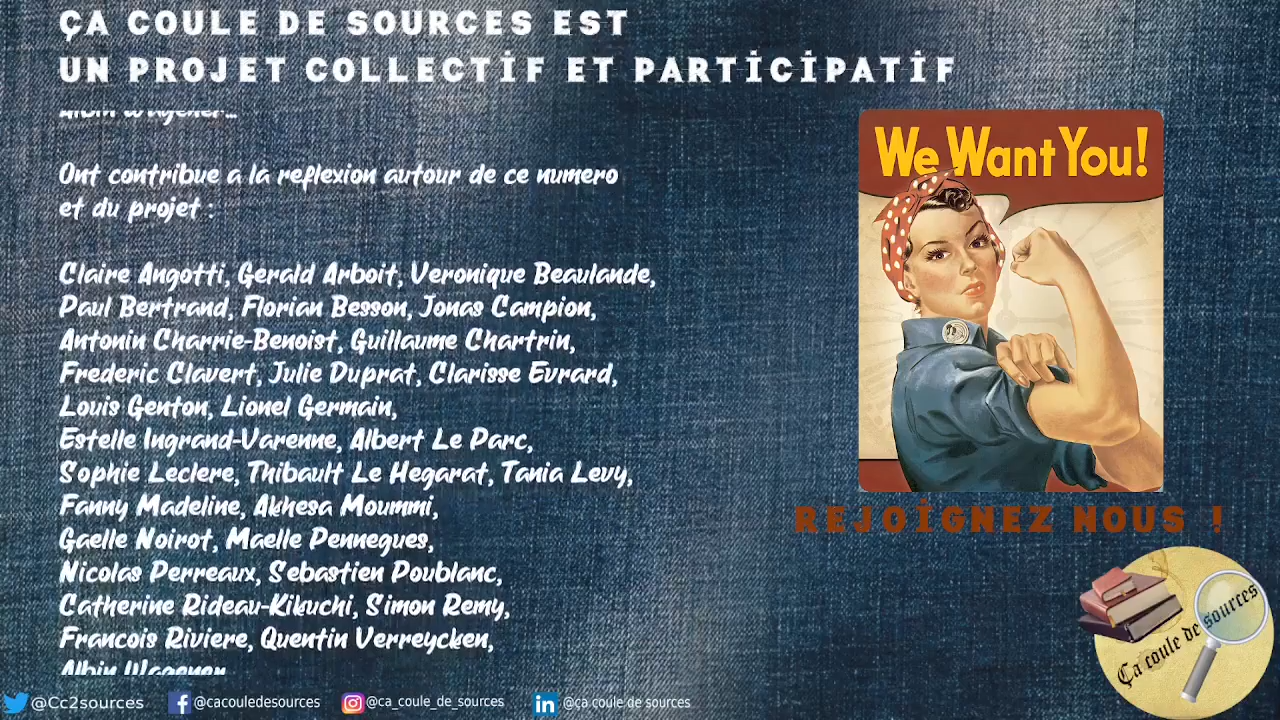 ÇA COULE DE SOURCES EST
UN PROJET COLLECTIF ET PARTICIPATIF
Albin Wagener...
Ont contribue a la reflexion autour de ce numero
et du projet :
Claire Angotti, Gerald Arboit, Veronique Beaulande,
Paul Bertrand, Florian Besson, Jonas Campion,
Antonin Charrie-Benoist, Guillaume Chartrin,
Frederic Clavert, Julie Duprat, Clarisse Evrard,
Louis Genton, Lionel Germain,
Estelle Ingrand-Varenne, Albert Le Parc,
Sophie Leclere, Thibault Le Hegarat, Tania Levy,
Fanny Madeline, Akhesa Moummi,
Gaelle Noirot, Maelle Pennegues,
Nicolas Perreaux, Sebastien Poublanc,
Catherine Rideau-Kikuchi, Simon Remy,
Francois Riviere, Quentin Verreycken,
Albin Wagener
We Want You!
REJOIGNEZ NOUS !
Ça coule de sources
@Cc2sources
@cacouledesources
@ca_coule_de_sources
@ça coule de sources